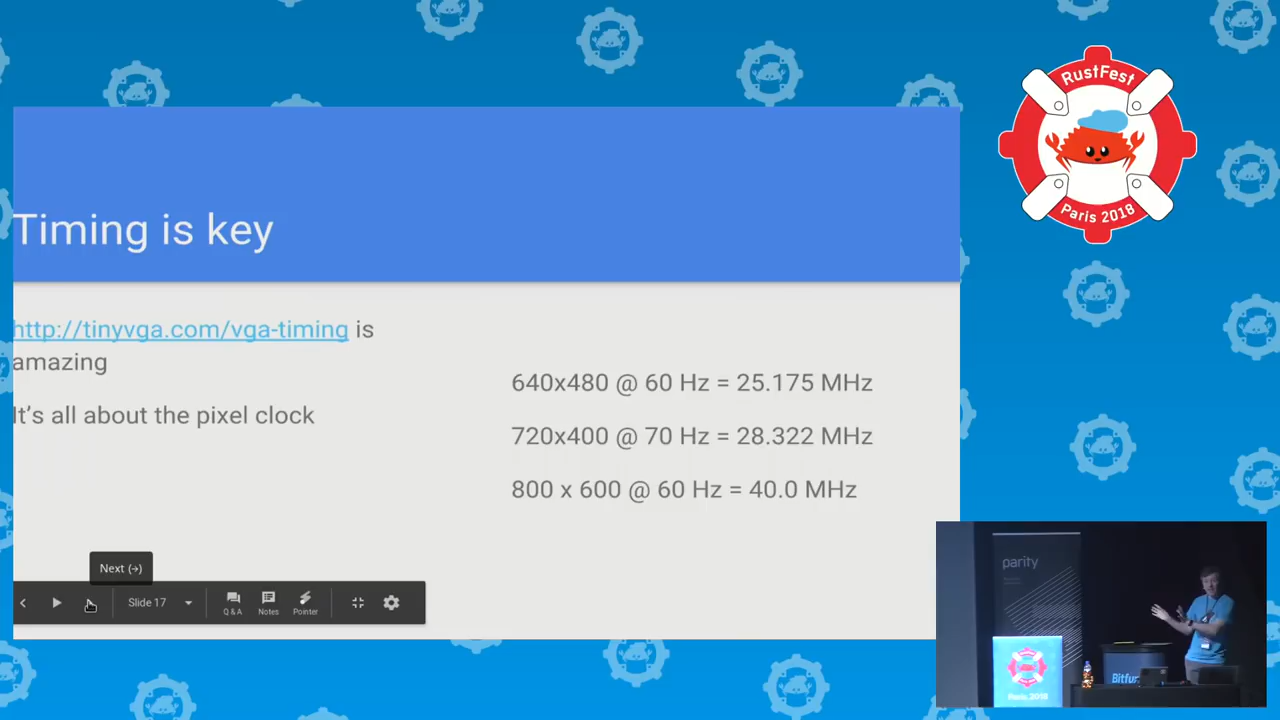 RustFest
Paris 2018
Timing is key
http://tinyvga.com/vga-timing is
amazing
It's all about the pixel clock
640x480 @ 60 Hz = 25.175 MHz
720x400 @ 70 Hz = 28.322 MHz
800 x 600 @ 60 Hz = 40.0 MHz
Next (→)
Slide 17
Q & A
Notes
Pointer
parity
Paris 2018